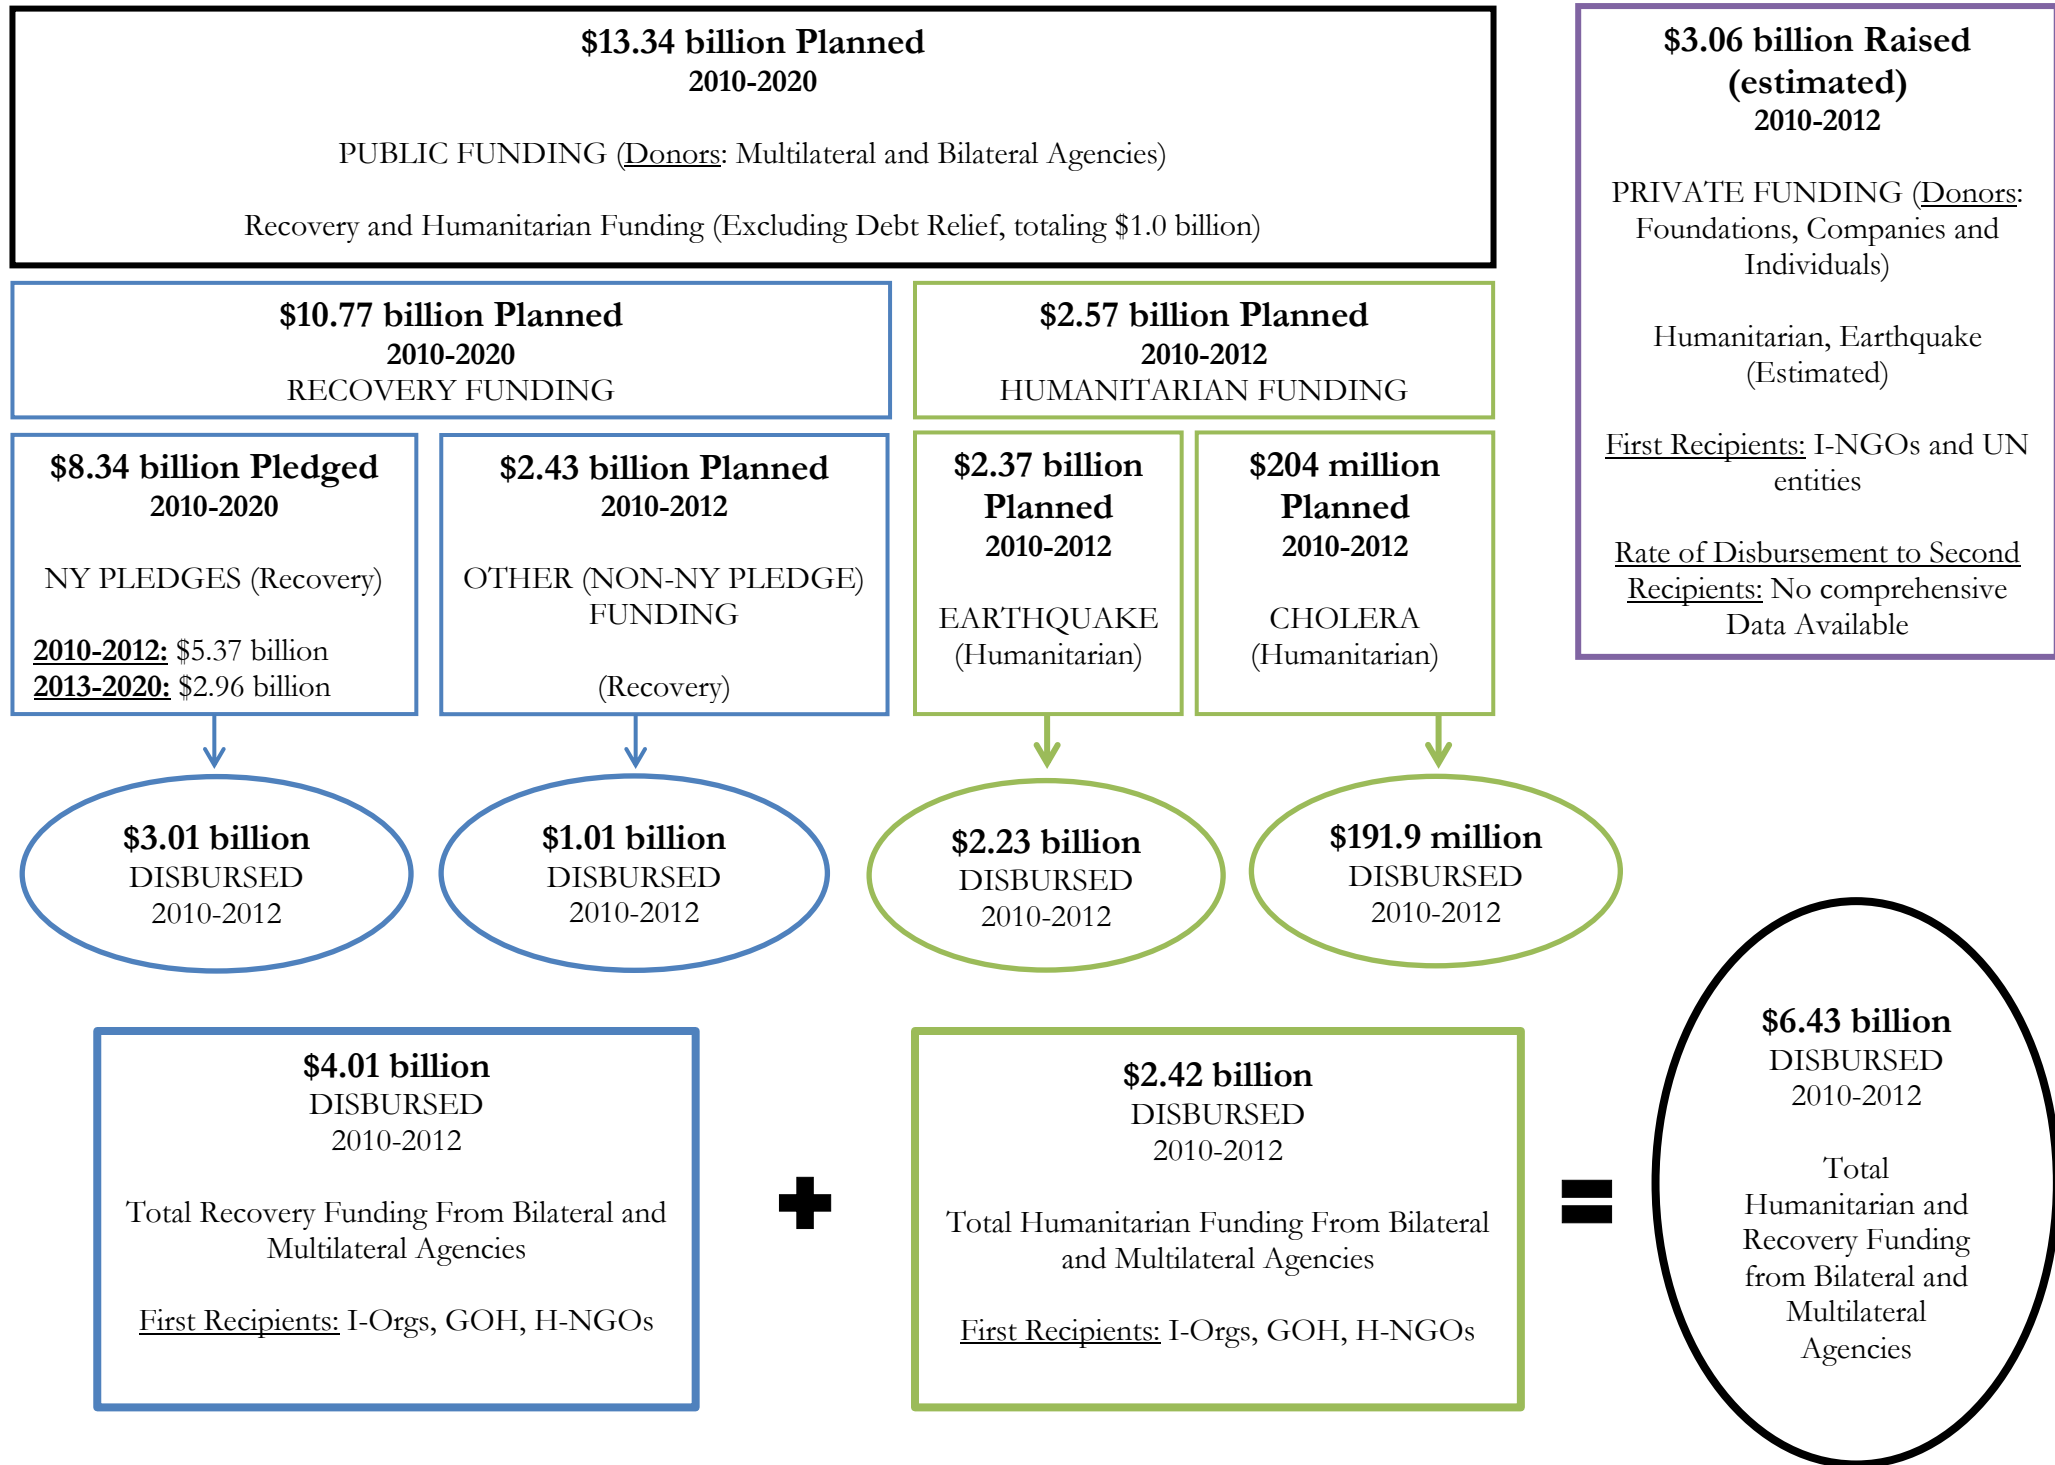 $13.34 billion Planned
2010-2020
PUBLIC FUNDING (Donors: Multilateral and Bilateral Agencies)
Recovery and Humanitarian Funding (Excluding Debt Relief, totaling $1.0 billion)
$3.06 billion Raised
(estimated)
2010-2012
PRIVATE FUNDING (Donors:
Foundations, Companies and
Individuals)
Humanitarian, Earthquake
(Estimated)
First Recipients: I-NGOs and UN
entities
Rate of Disbursement to Second
Recipients: No comprehensive
Data Available
$10.77 billion Planned
2010-2020
RECOVERY FUNDING
$2.57 billion Planned
2010-2012
HUMANITARIAN FUNDING
$8.34 billion Pledged
2010-2020
NY PLEDGES (Recovery)
2010-2012: $5.37 billion
2013-2020: $2.96 billion
$2.43 billion Planned
2010-2012
OTHER (NON-NY PLEDGE)
FUNDING
(Recovery)
$2.37 billion
Planned
2010-2012
EARTHQUAKE
(Humanitarian)
$204 million
Planned
2010-2012
CHOLERA
(Humanitarian)
$3.01 billion
DISBURSED
2010-2012
$1.01 billion
DISBURSED
2010-2012
$2.23 billion
DISBURSED
2010-2012
$191.9 million
DISBURSED
2010-2012
$4.01 billion
DISBURSED
2010-2012
Total Recovery Funding From Bilateral and
Multilateral Agencies
First Recipients: I-Orgs, GOH, H-NGOs
+
$2.42 billion
DISBURSED
2010-2012
Total Humanitarian Funding From Bilateral
and Multilateral Agencies
First Recipients: I-Orgs, GOH, H-NGOs
=
$6.43 billion
DISBURSED
2010-2012
Total
Humanitarian and
Recovery Funding
from Bilateral and
Multilateral
Agencies